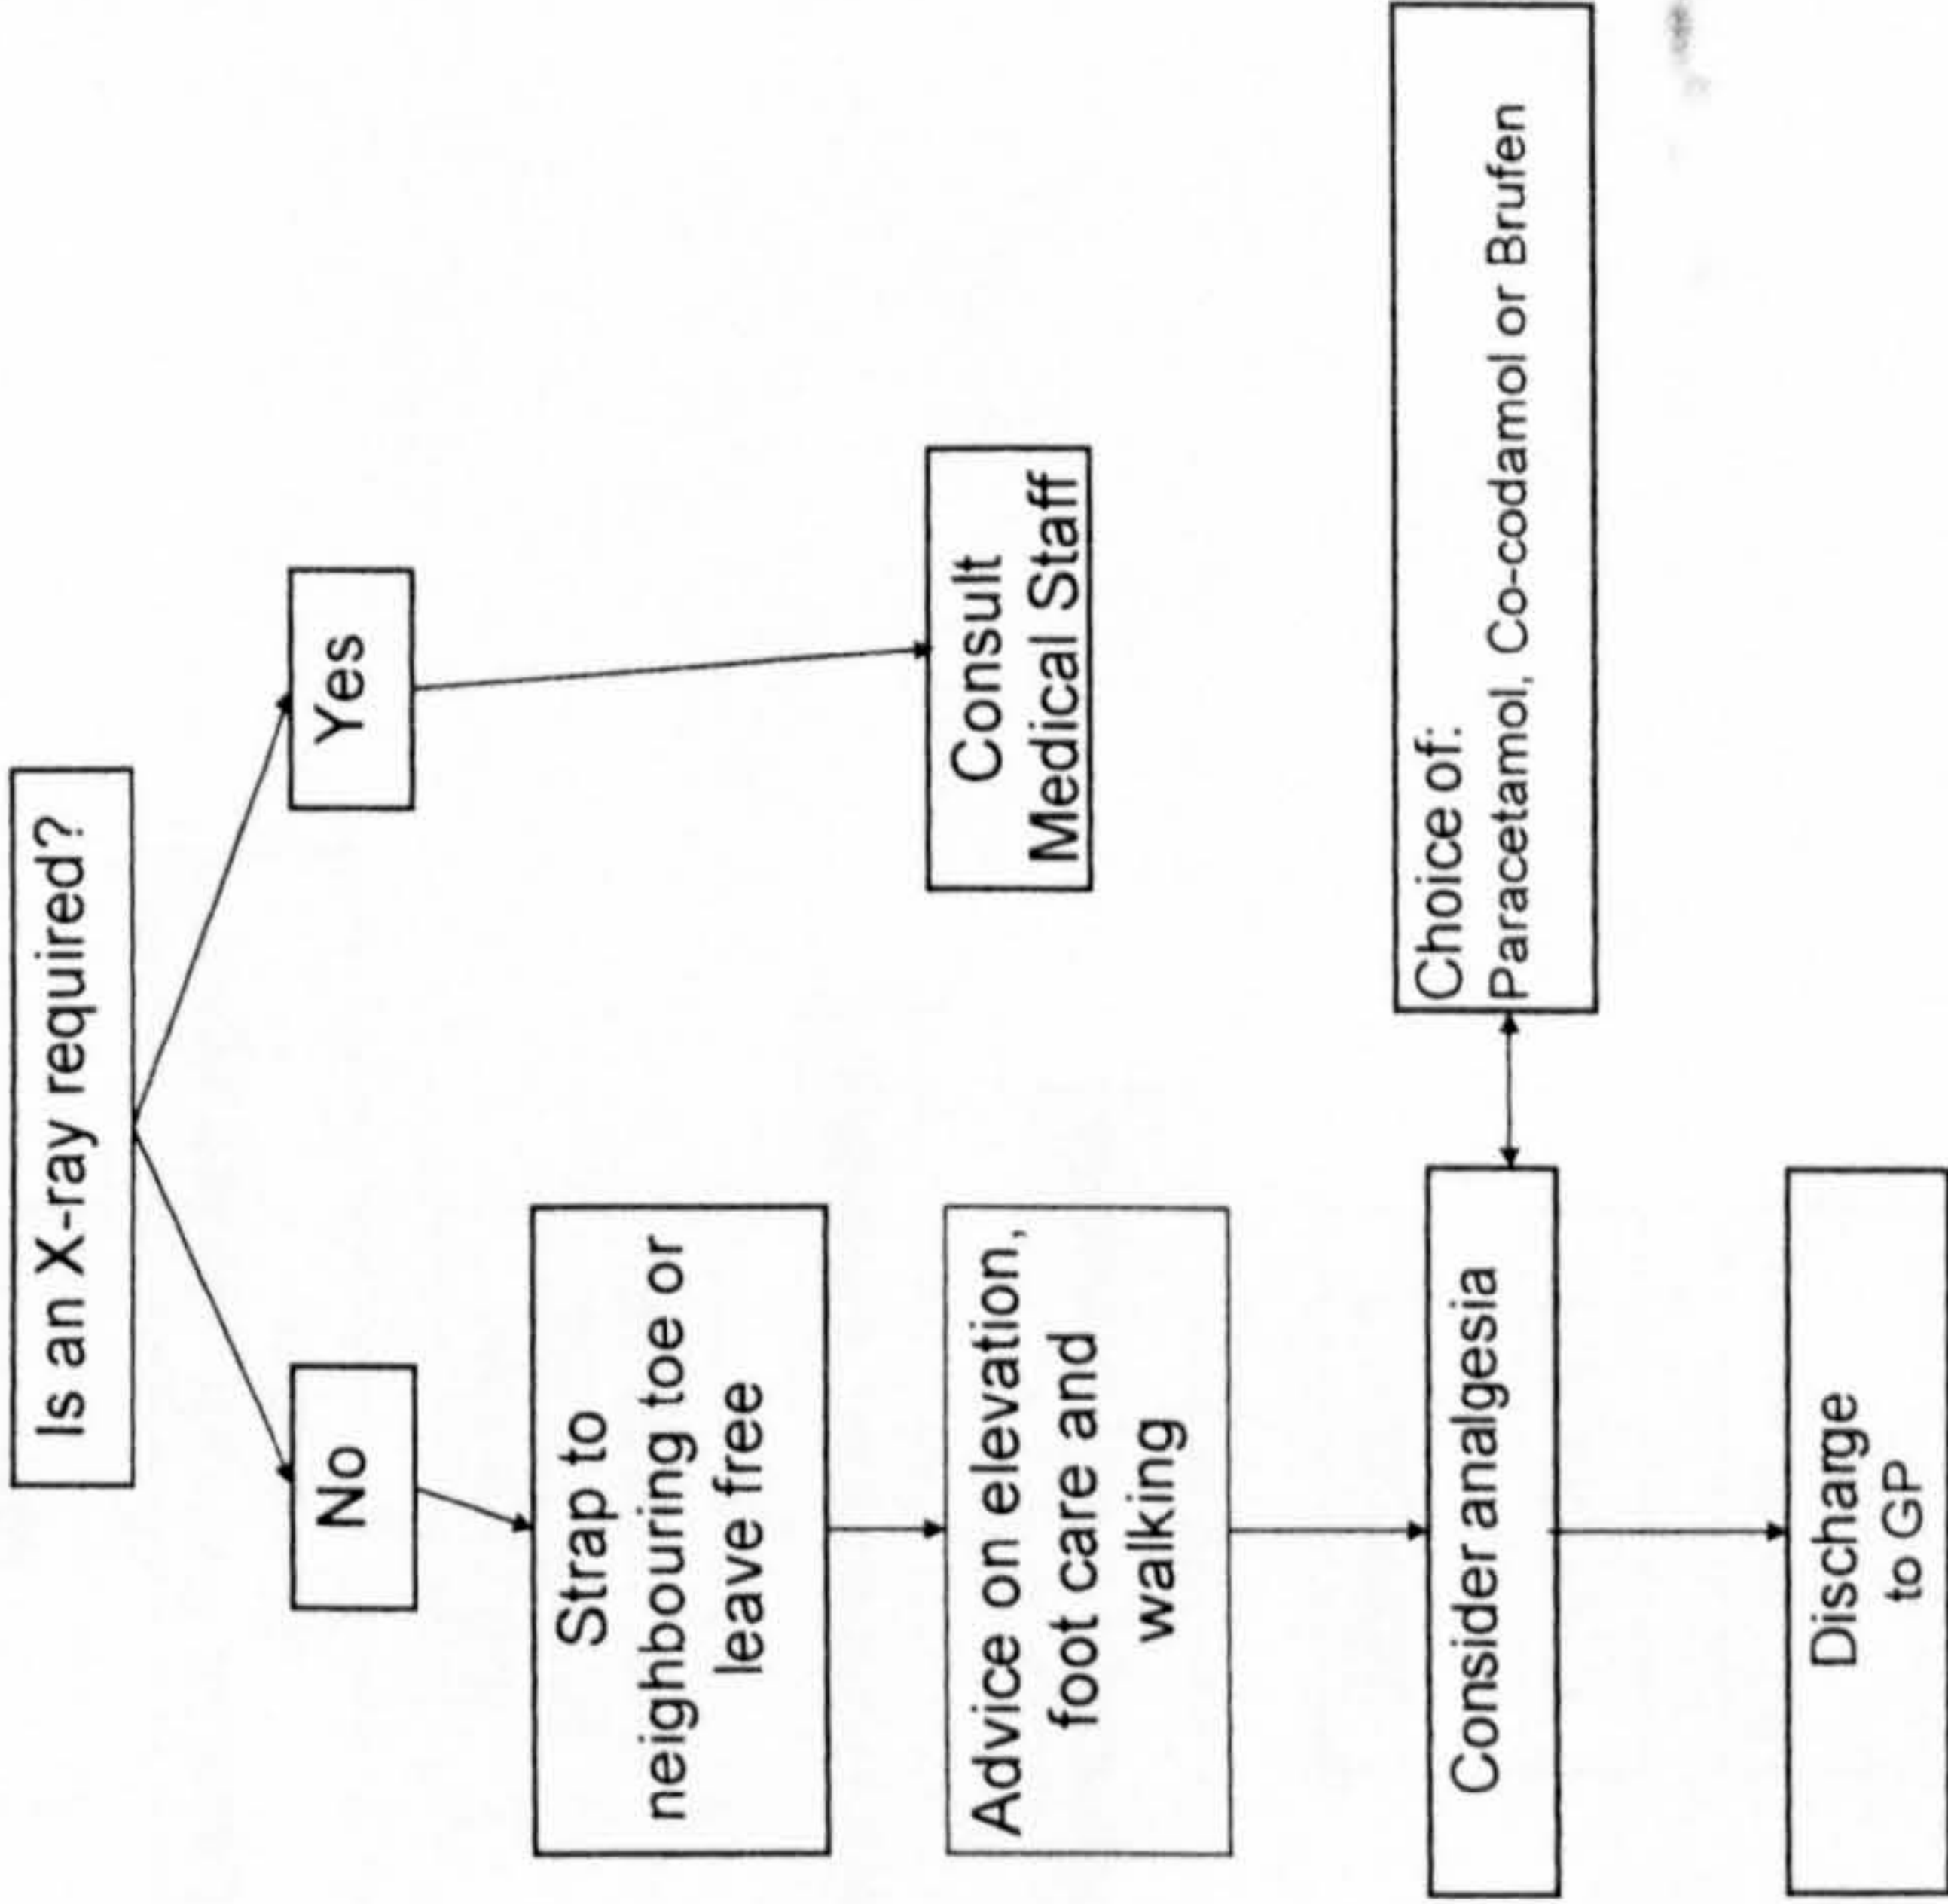 Is an X-ray required?
No
Yes
Strap to
neighbouring toe or
leave free
Advice on elevation,
foot care and
walking
Consult
Medical Staff
Consider analgesia
Choice of:
Paracetamol, Co-codamol or Brufen
Discharge
to GP